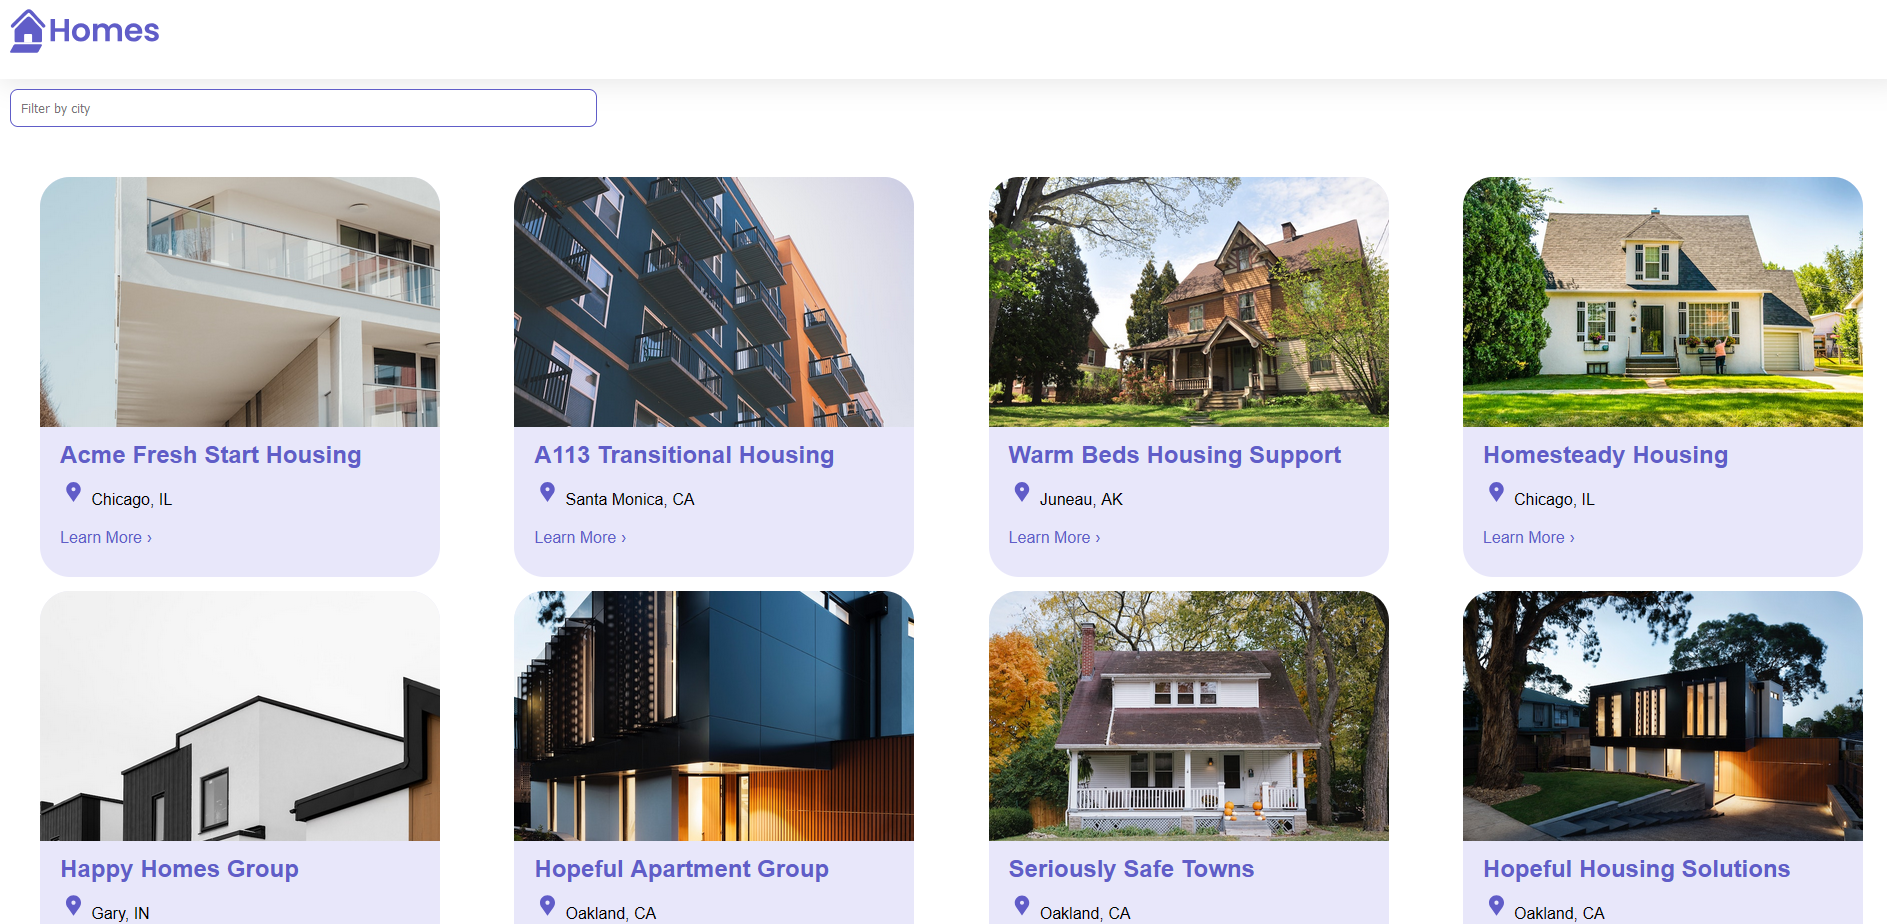 Homes
Filter by city
Acme Fresh Start Housing
Chicago, IL
Learn More ›
A113 Transitional Housing
Santa Monica, CA
Learn More ›
Warm Beds Housing Support
Juneau, AK
Learn More ›
Homesteady Housing
Chicago, IL
Learn More ›
Happy Homes Group
Gary, IN
Hopeful Apartment Group
Oakland, CA
Seriously Safe Towns
Oakland, CA
Hopeful Housing Solutions
Oakland, CA